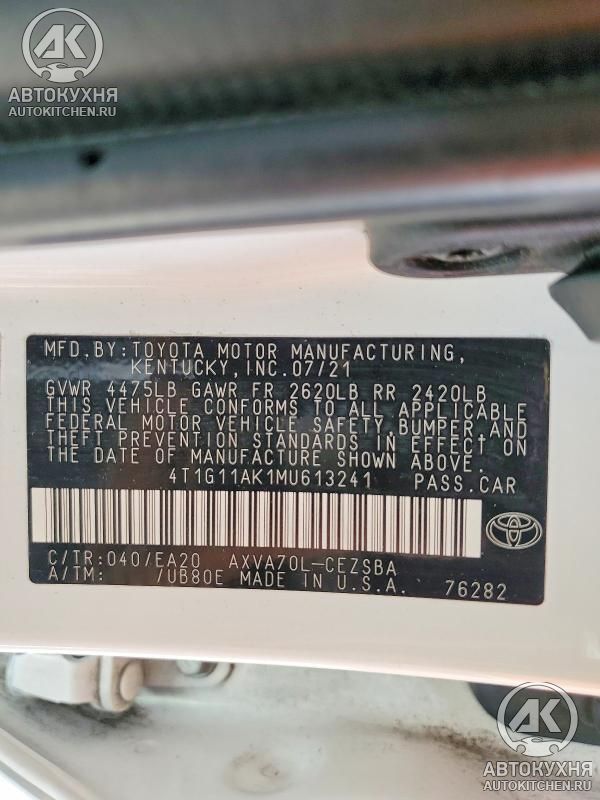 AK
АВТОКУХНЯ
AUTOKITCHEN.RU
MFD.BY:TOYOTA MOTOR MANUFACTURING,
KENTUCKY,INC.07/21
GVWR 4475LB GAWR FR 2620LB RR 2420LB
THIS VEHICLE CONFORMS TO ALL APPLICABLE
FEDERAL MOTOR VEHICLE SAFETY,BUMPER AND
THEFT PREVENTION STANDARDS IN EFFECT ON
THE DATE OF MANUFACTURE SHOWN ABOVE.
4T1G11AK1MU613241 PASS.CAR
C/TR:040/EA20 AXVA70L-CEZSBA
A/TM: /UB80E MADE IN U.S.A. 76282
AK
АВТОКУХНЯ
AUTOKITCHEN.RU